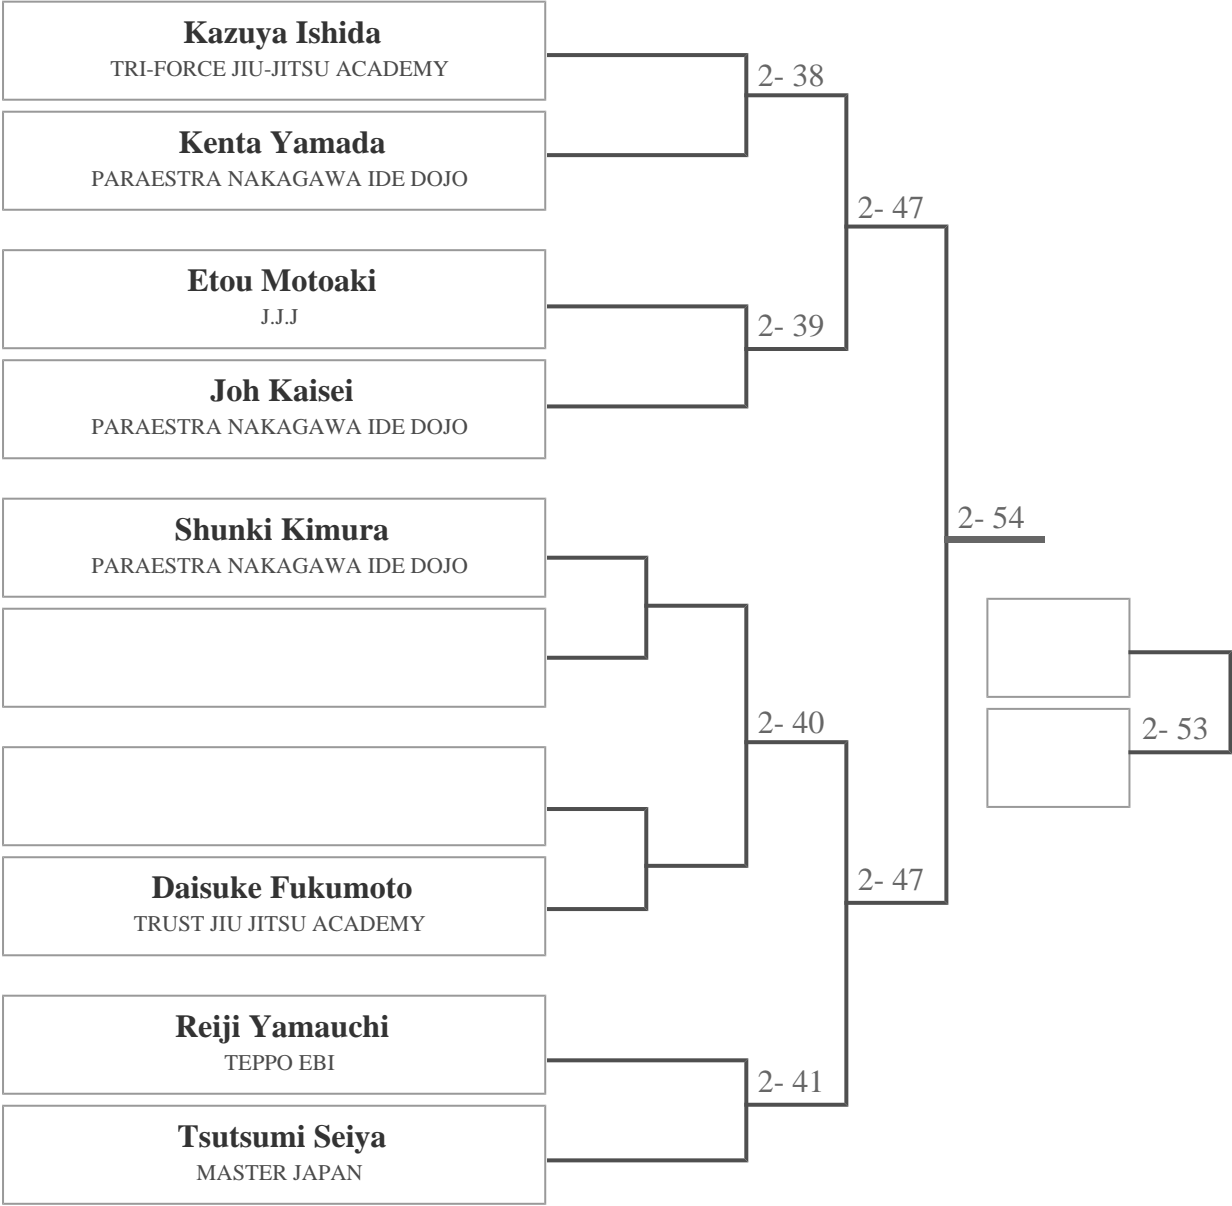 Kazuya Ishida
TRI-FORCE JIU-JITSU ACADEMY
2- 38
Kenta Yamada
PARAESTRA NAKAGAWA IDE DOJO
2- 47
Etou Motoaki
J.J.J
2- 39
Joh Kaisei
PARAESTRA NAKAGAWA IDE DOJO
Shunki Kimura
PARAESTRA NAKAGAWA IDE DOJO
2- 54
2- 40
2- 53
Daisuke Fukumoto
TRUST JIU JITSU ACADEMY
2- 47
Reiji Yamauchi
TEPPO EBI
2- 41
Tsutsumi Seiya
MASTER JAPAN